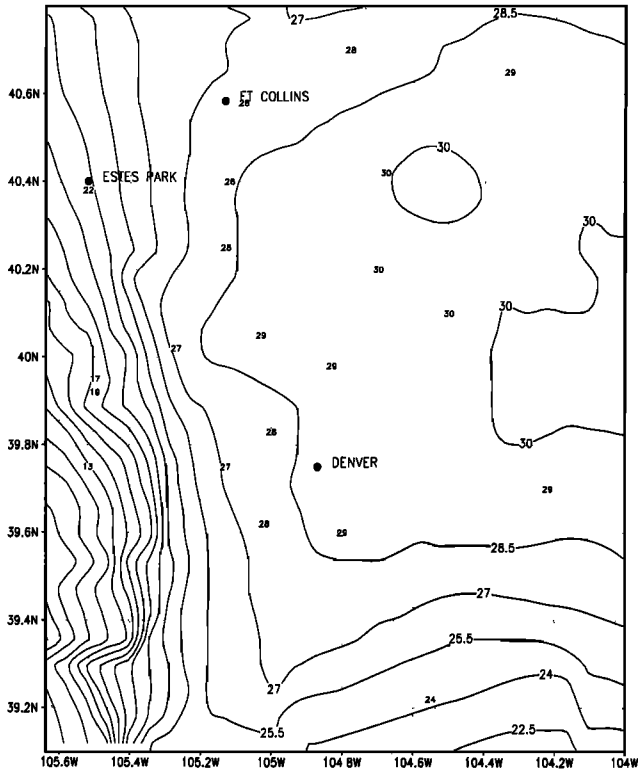 27
28.5
28
29
40.6N
FT COLLINS
28
30
30
40.4N
ESTES PARK
22
28
30
28
40.2N
30
30
30
29
40N
27
29
17
19
28
30
39.8N
13
27
DENVER
29
28
29
39.6N
28.5
39.4N
27
25.5
27
24
24
39.2N
25.5
22.5
105.6W
105.4W
105.2W
105W
104.8W
104.6W
104.4W
104.2W
104W